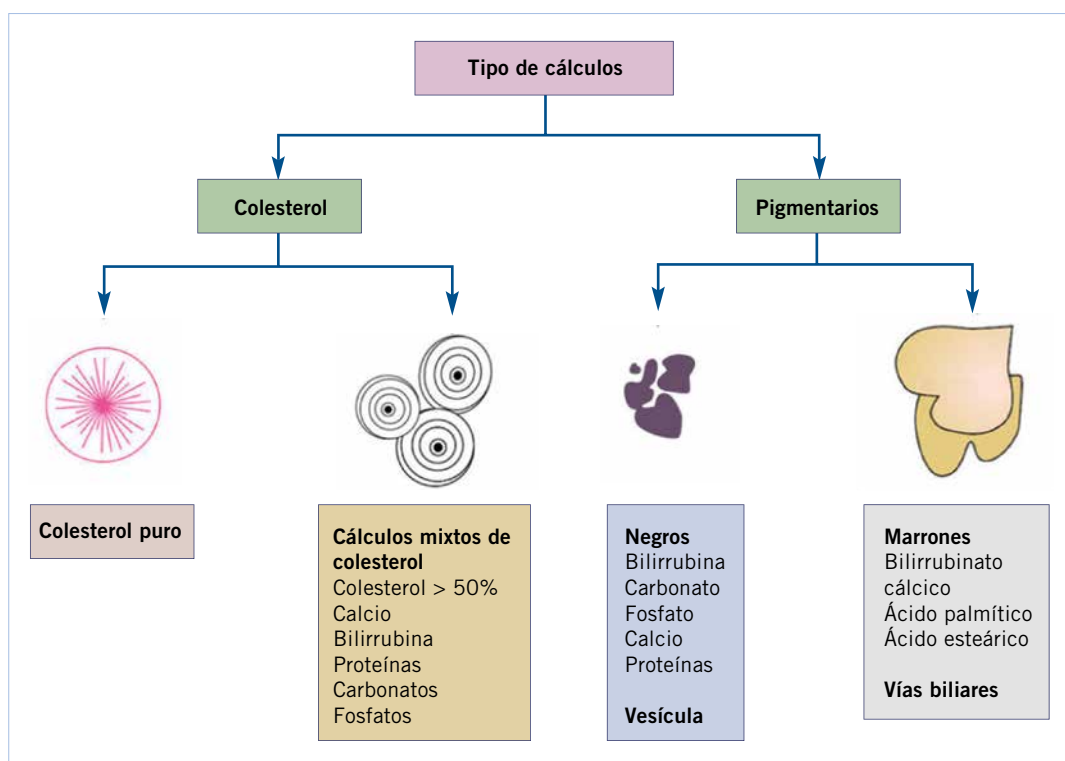 Tipo de cálculos
Colesterol
Pigmentarios
Colesterol puro
Cálculos mixtos de
colesterol
Colesterol > 50%
Calcio
Bilirrubina
Proteínas
Carbonatos
Fosfatos
Negros
Bilirrubina
Carbonato
Fosfato
Calcio
Proteínas
Vesícula
Marrones
Bilirrubinato
cálcico
Ácido palmítico
Ácido esteárico
Vías biliares